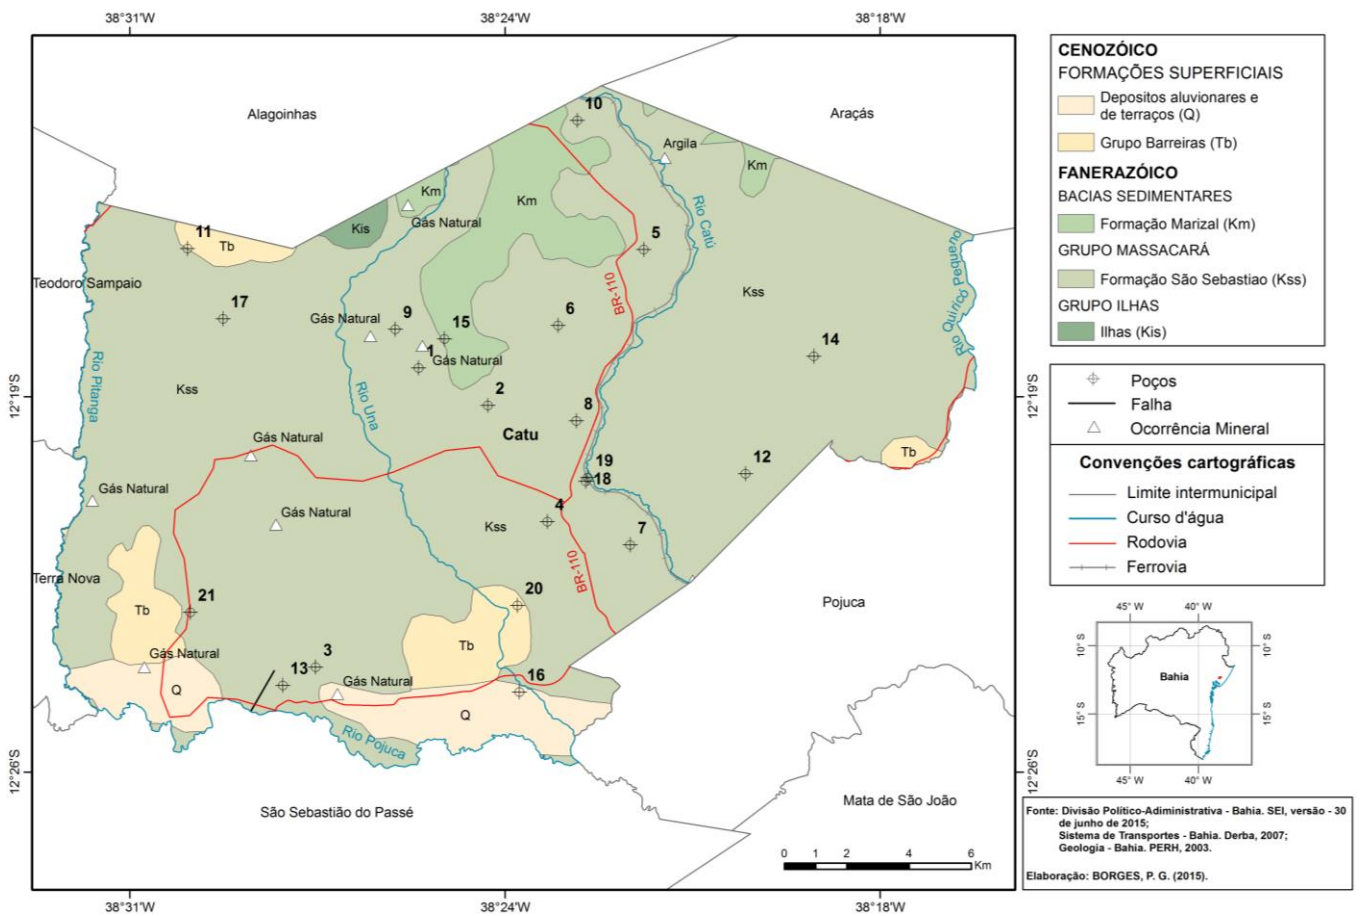 38°31'W
38°24'W
38°18'W
Alagoinhas
Araçás
10
Argila
Km
Km
Km
Gás Natural
Kis
Rio Catú
11
Tb
5
Rio Quiricó Pequeno
Teodoro Sampaio
17
Gás Natural
9
15
6
BR-110
Kss
1
Gás Natural
14
Rio Pitanga
12°19'S
12°19'S
Kss
Rio Una
2
8
Catu
Gás Natural
Tb
19
18
12
Gás Natural
Gás Natural
4
Kss
7
BR-110
Terra Nova
Tb
21
20
Pojuca
Tb
Gás Natural
3
13
Gás Natural
16
Q
Q
Rio Pojuca
12°26'S
12°26'S
São Sebastião do Passé
Mata de São João
0 1 2 4 6
Km
38°31'W
38°24'W
38°18'W
CENOZÓICO
FORMAÇÕES SUPERFICIAIS
Depositos aluvionares e
de terraços (Q)
Grupo Barreiras (Tb)
FANERAZÓICO
BACIAS SEDIMENTARES
Formação Marizal (Km)
GRUPO MASSACARÁ
Formação São Sebastiao (Kss)
GRUPO ILHAS
Ilhas (Kis)
Poços
Falha
Ocorrência Mineral
Convenções cartográficas
Limite intermunicipal
Curso d'água
Rodovia
Ferrovia
45° W
40° W
10° S
10° S
Bahia
15° S
15° S
45° W
40° W
Fonte: Divisão Político-Adiministrativa - Bahia. SEI, versão - 30
de junho de 2015;
Sistema de Transportes - Bahia. Derba, 2007;
Geologia - Bahia. PERH, 2003.
Elaboração: BORGES, P. G. (2015).